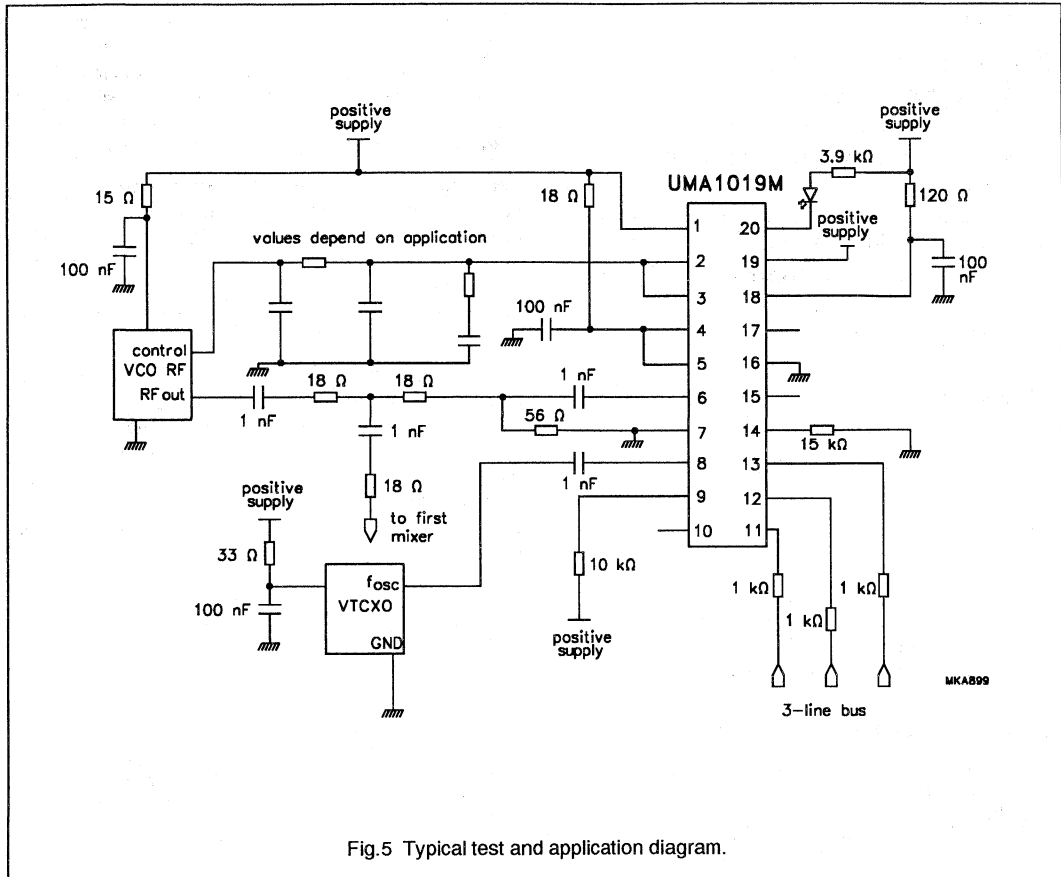 positive
supply
positive
supply
3.9 kΩ
15 Ω
18 Ω
UMA1019M
120 Ω
values depend on application
positive
supply
100 nF
100
nF
1
2
3
4
5
6
7
8
9
10
20
19
18
17
16
15
14
13
12
11
100 nF
control
VCO RF
RF out
1 nF
18 Ω
18 Ω
1 nF
56 Ω
15 kΩ
1 nF
1 nF
18 Ω
to first
mixer
positive
supply
33 Ω
100 nF
fosc
VTCXO
GND
10 kΩ
positive
supply
1 kΩ
1 kΩ
1 kΩ
3-line bus
MKA899
Fig.5 Typical test and application diagram.